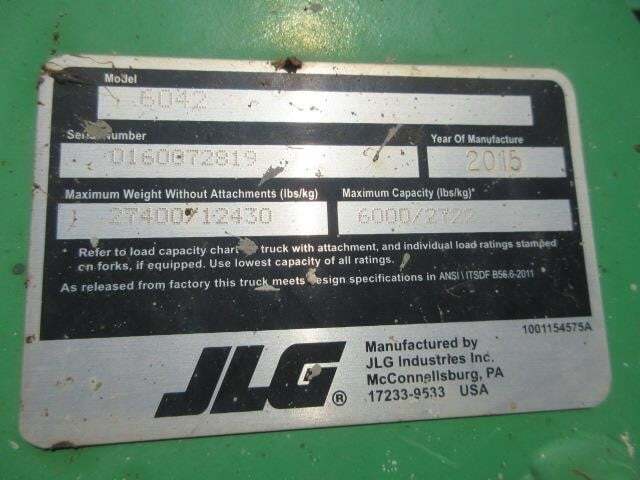 Model
6042
Serial Number
0160072819
Year Of Manufacture
2015
Maximum Weight Without Attachments (lbs/kg)
27400/12430
Maximum Capacity (lbs/kg)*
6000/2722
* Refer to load capacity chart truck with attachment, and individual load ratings stamped
on forks, if equipped. Use lowest capacity of all ratings.
As released from factory this truck meets design specifications in ANSI \ ITSDF B56.6-2011
1001154575A
JLG®
Manufactured by
JLG Industries Inc.
McConnellsburg, PA
17233-9533 USA